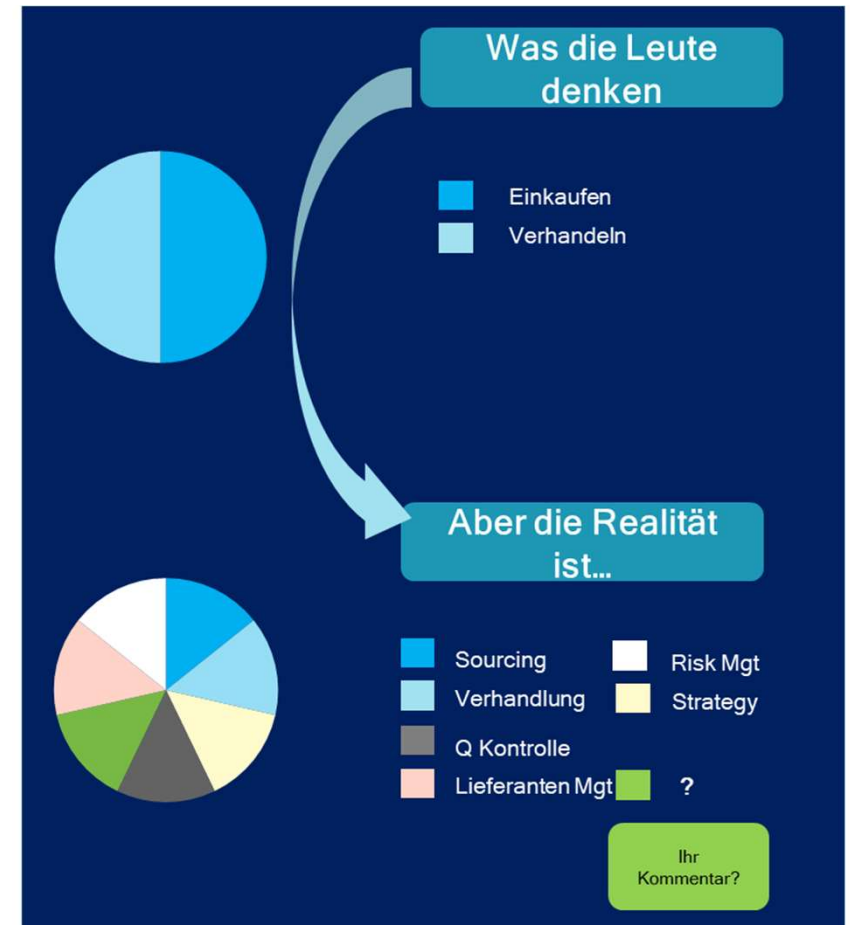 Was die Leute
denken
Einkaufen
Verhandeln
Aber die Realität
ist...
Sourcing
Risk Mgt
Verhandlung
Strategy
Q Kontrolle
Lieferanten Mgt
?
Ihr
Kommentar?